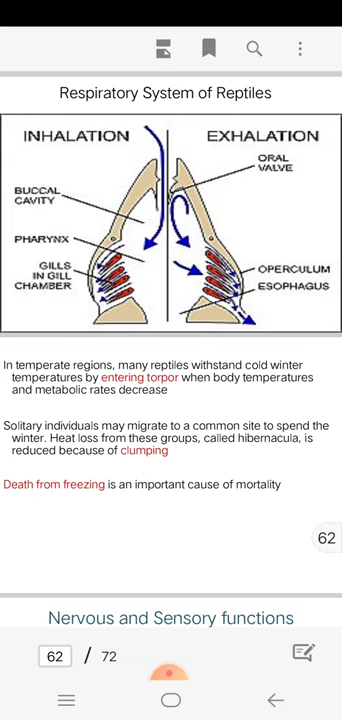 Respiratory System of Reptiles
INHALATION
EXHALATION
ORAL
VALVE
BUCCAL
CAVITY
PHARYNX
GILLS
IN GILL
CHAMBER
OPERCULUM
ESOPHAGUS
In temperate regions, many reptiles withstand cold winter
temperatures by entering torpor when body temperatures
and metabolic rates decrease
Solitary individuals may migrate to a common site to spend the
winter. Heat loss from these groups, called hibernacula, is
reduced because of clumping
Death from freezing is an important cause of mortality
62
Nervous and Sensory functions
62 / 72